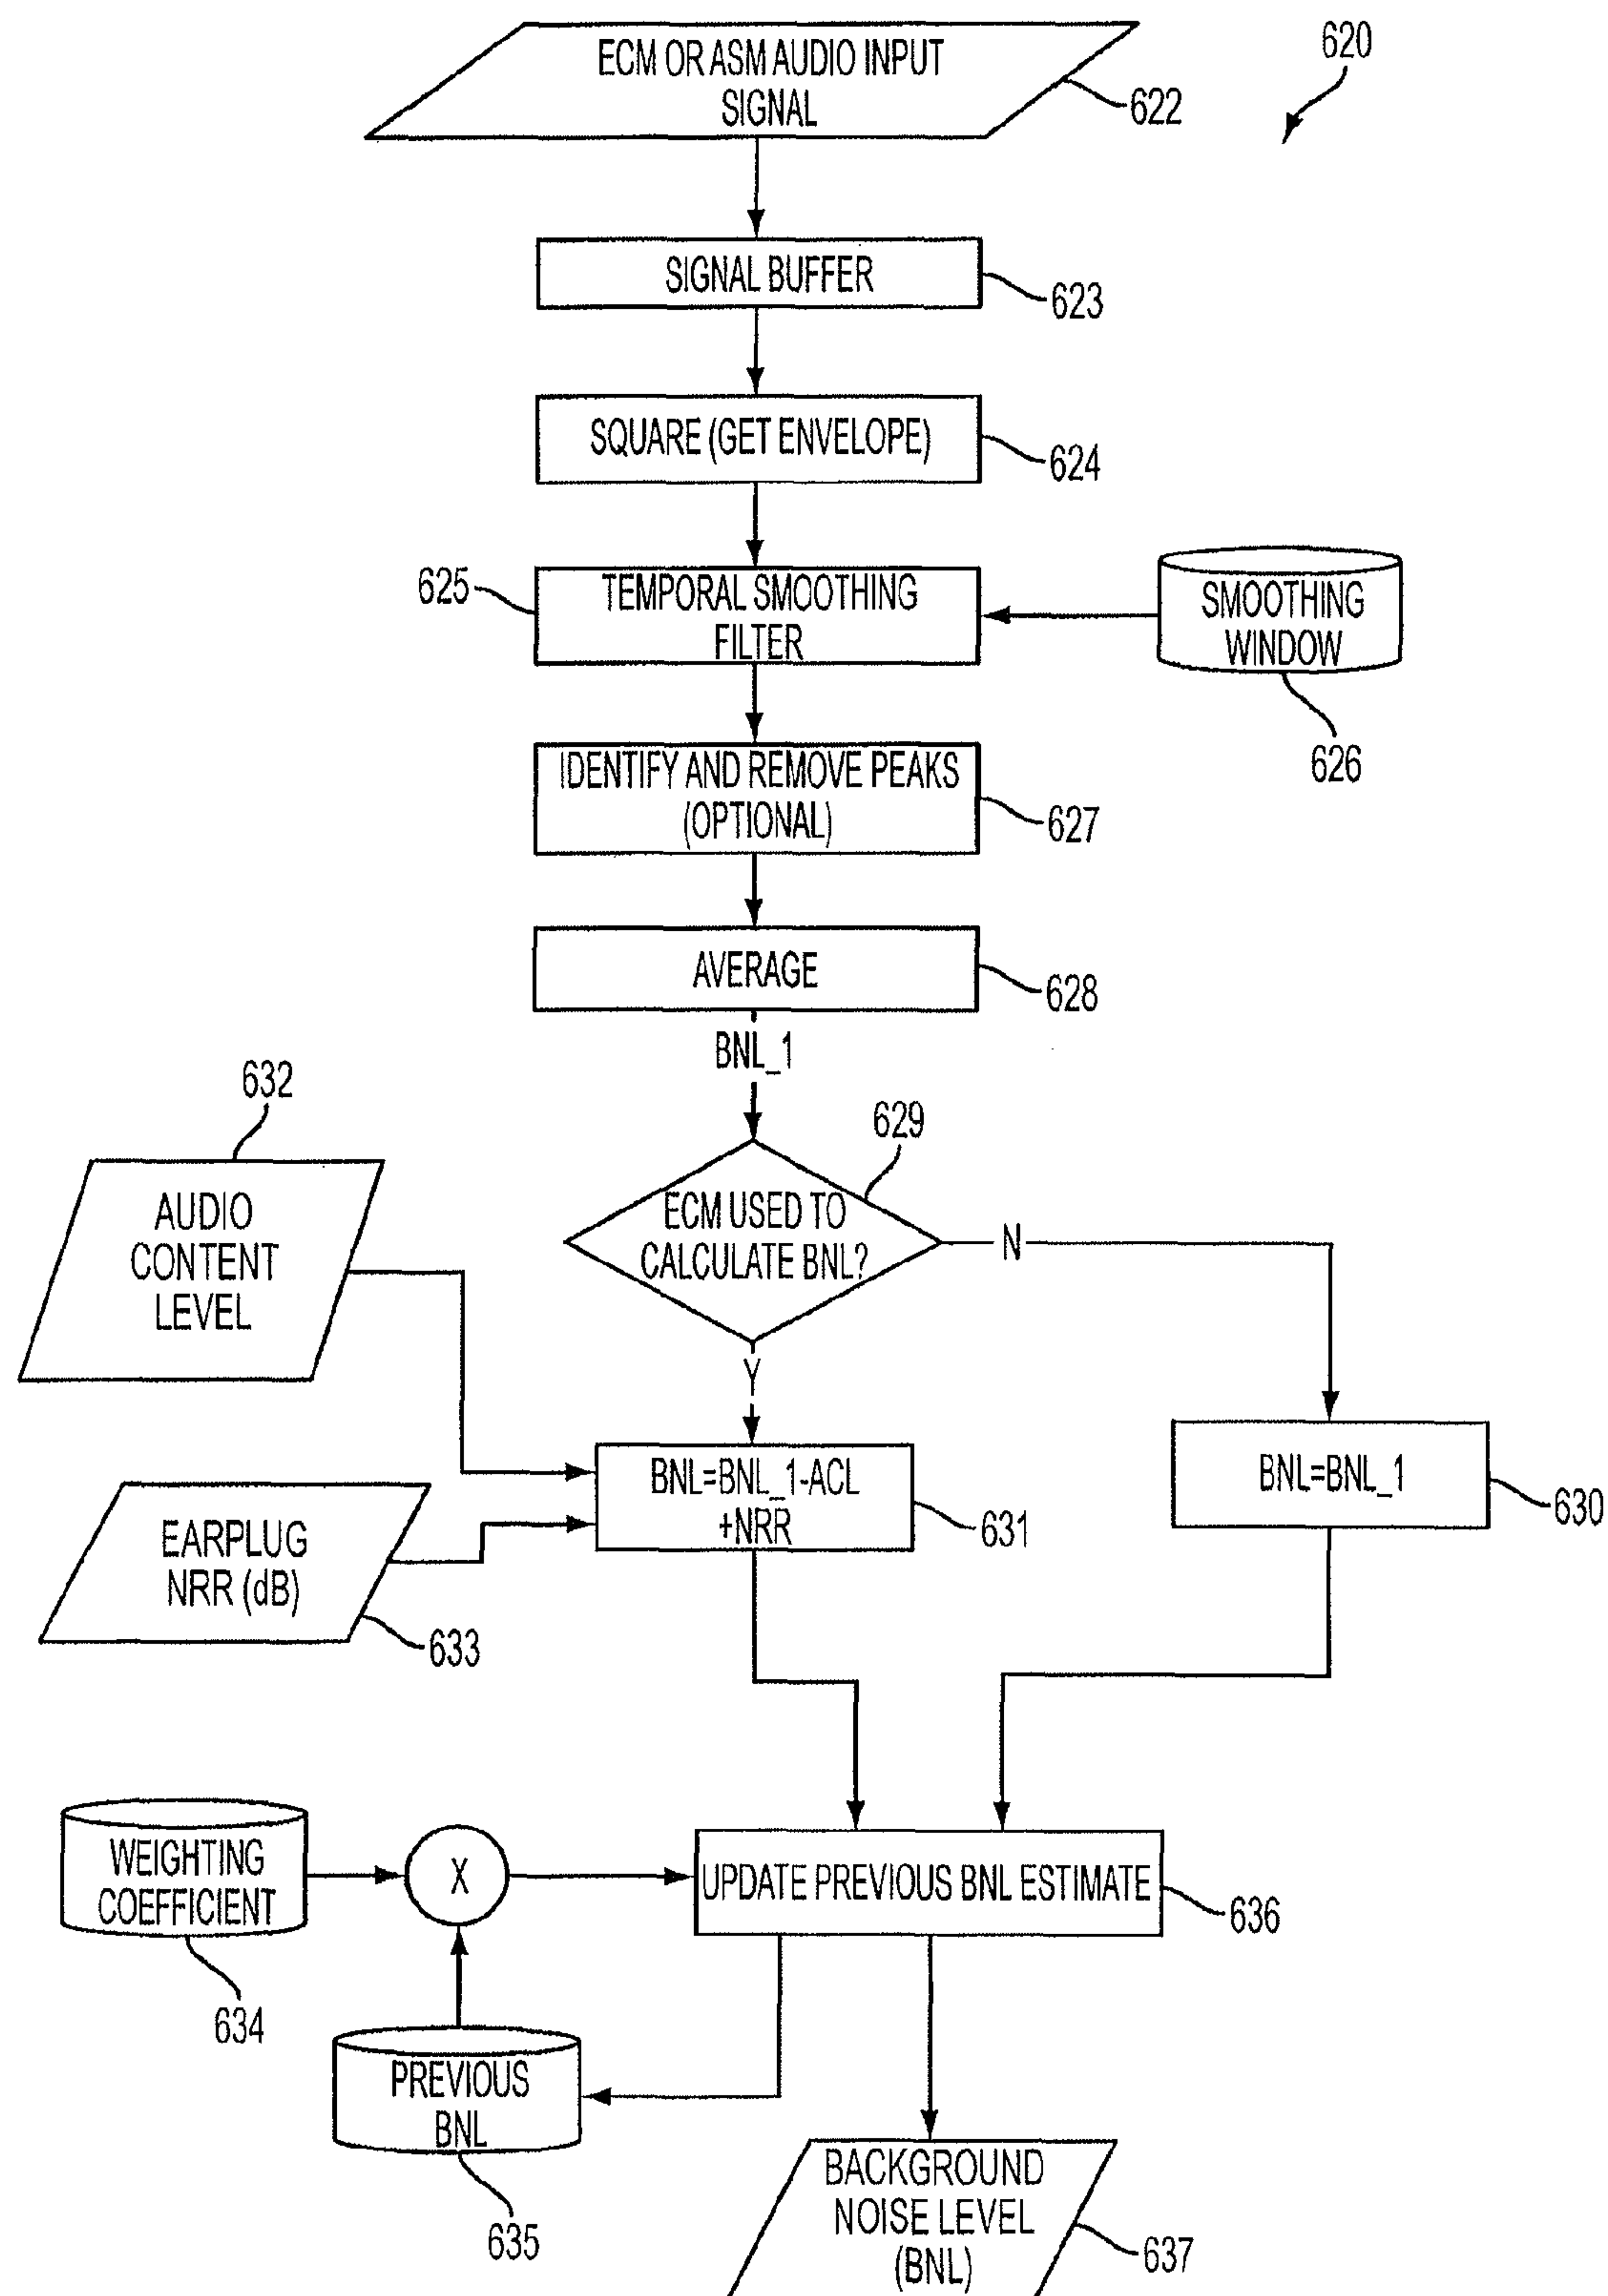 620
ECM OR ASM AUDIO INPUT
SIGNAL
622
SIGNAL BUFFER
623
SQUARE (GET ENVELOPE)
624
625
TEMPORAL SMOOTHING
FILTER
SMOOTHING
WINDOW
626
IDENTIFY AND REMOVE PEAKS
(OPTIONAL)
627
AVERAGE
628
BNL_1
632
629
AUDIO
CONTENT
LEVEL
ECM USED TO
CALCULATE BNL?
N
Y
BNL=BNL_1-ACL
+NRR
631
BNL=BNL_1
630
EARPLUG
NRR (dB)
633
WEIGHTING
COEFFICIENT
634
X
UPDATE PREVIOUS BNL ESTIMATE
636
PREVIOUS
BNL
635
BACKGROUND
NOISE LEVEL
(BNL)
637